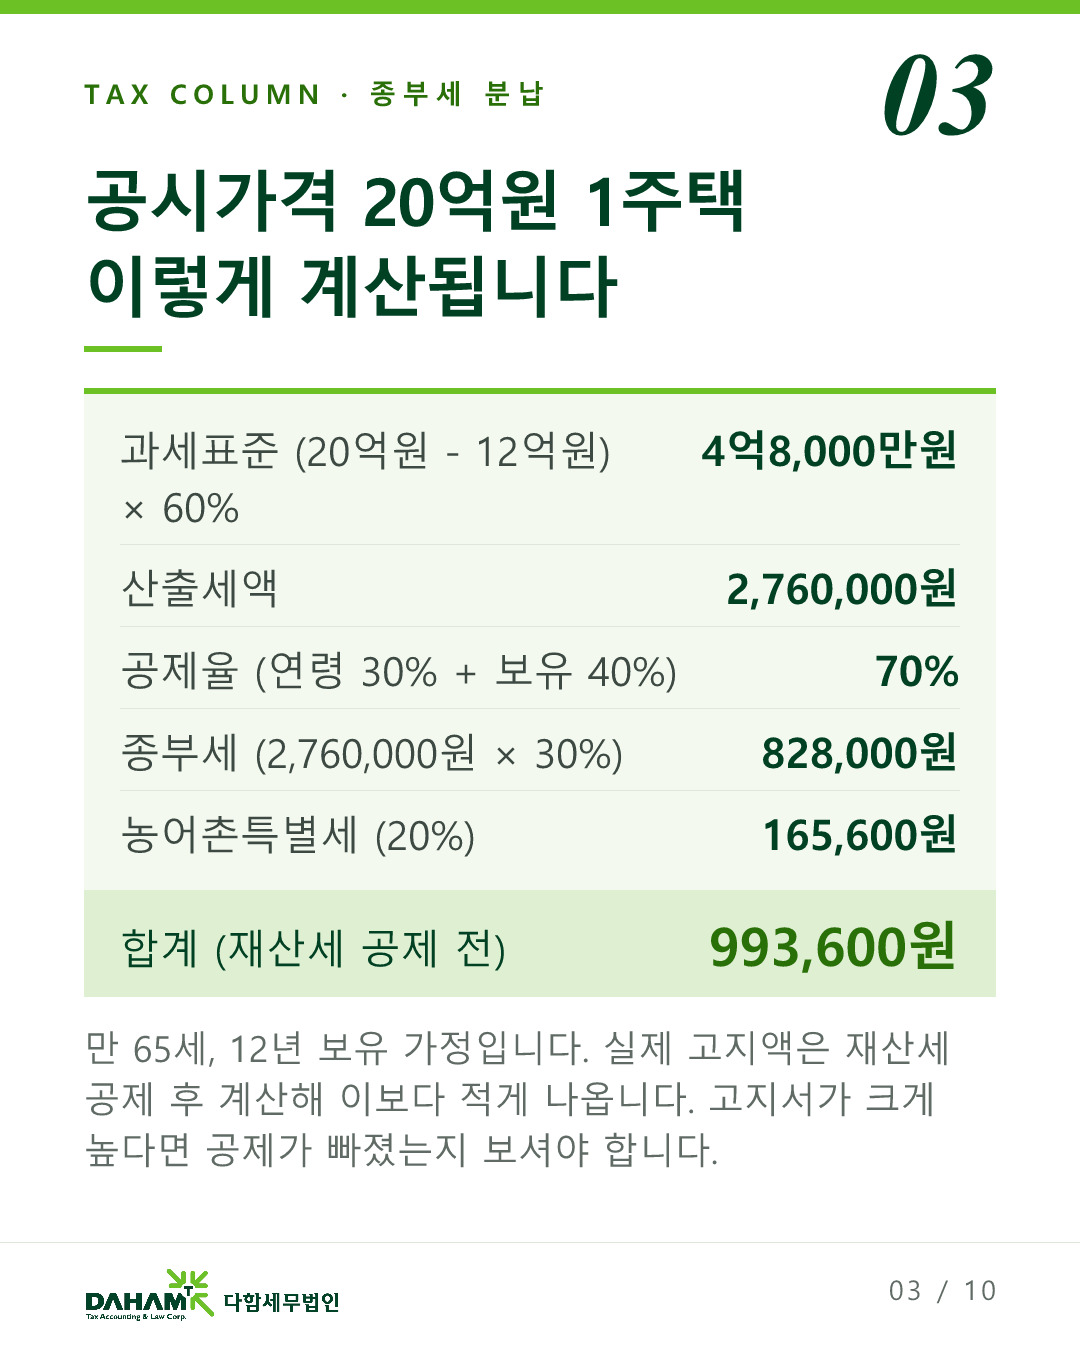 TAX COLUMN · 종부세 분납
03
공시가격 20억원 1주택
이렇게 계산됩니다
과세표준 (20억원 - 12억원) 4억8,000만원
× 60%
산출세액 2,760,000원
공제율 (연령 30% + 보유 40%) 70%
종부세 (2,760,000원 × 30%) 828,000원
농어촌특별세 (20%) 165,600원
합계 (재산세 공제 전) 993,600원
만 65세, 12년 보유 가정입니다. 실제 고지액은 재산세
공제 후 계산해 이보다 적게 나옵니다. 고지서가 크게
높다면 공제가 빠졌는지 보셔야 합니다.
DAHAM T 다함세무법인
Tax Accounting & Law Corp.
03 / 10